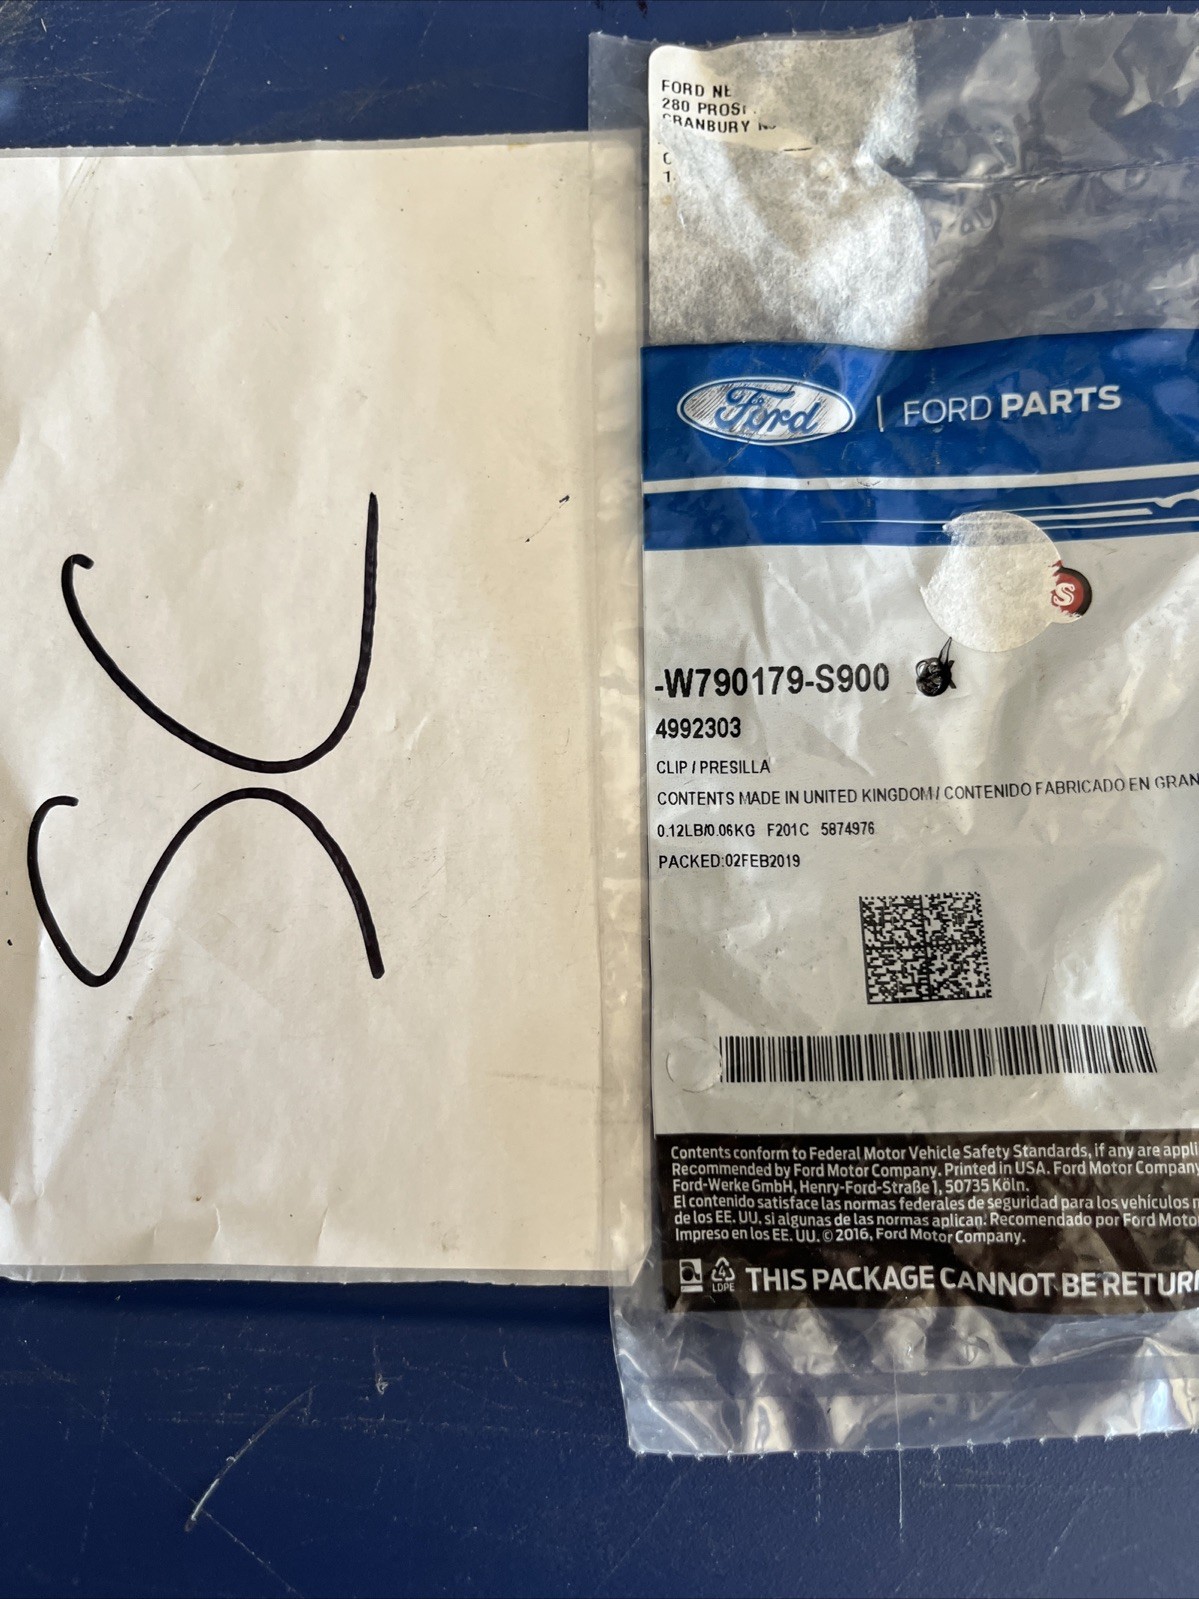 SC
FORD
280
CRANBURY
Ford | FORD PARTS
S
-W790179-S900
4992303
CLIP / PRESILLA
CONTENTS MADE IN UNITED KINGDOM / CONTENIDO FABRICADO EN GRAN
0.12LB/0.06KG F201C 5874976
PACKED:02FEB2019
Contents conform to Federal Motor Vehicle Safety Standards, if any are appli
Recommended by Ford Motor Company. Printed in USA. Ford Motor Company
Ford-Werke GmbH, Henry-Ford-Straße 1, 50735 Köln.
El contenido satisface las normas federales de seguridad para los vehículos
de los EE. UU. si algunas de las normas aplican. Recomendado por Ford Moto
Impreso en los EE. UU. © 2016, Ford Motor Company.
4
LDPE
THIS PACKAGE CANNOT BE RETUR